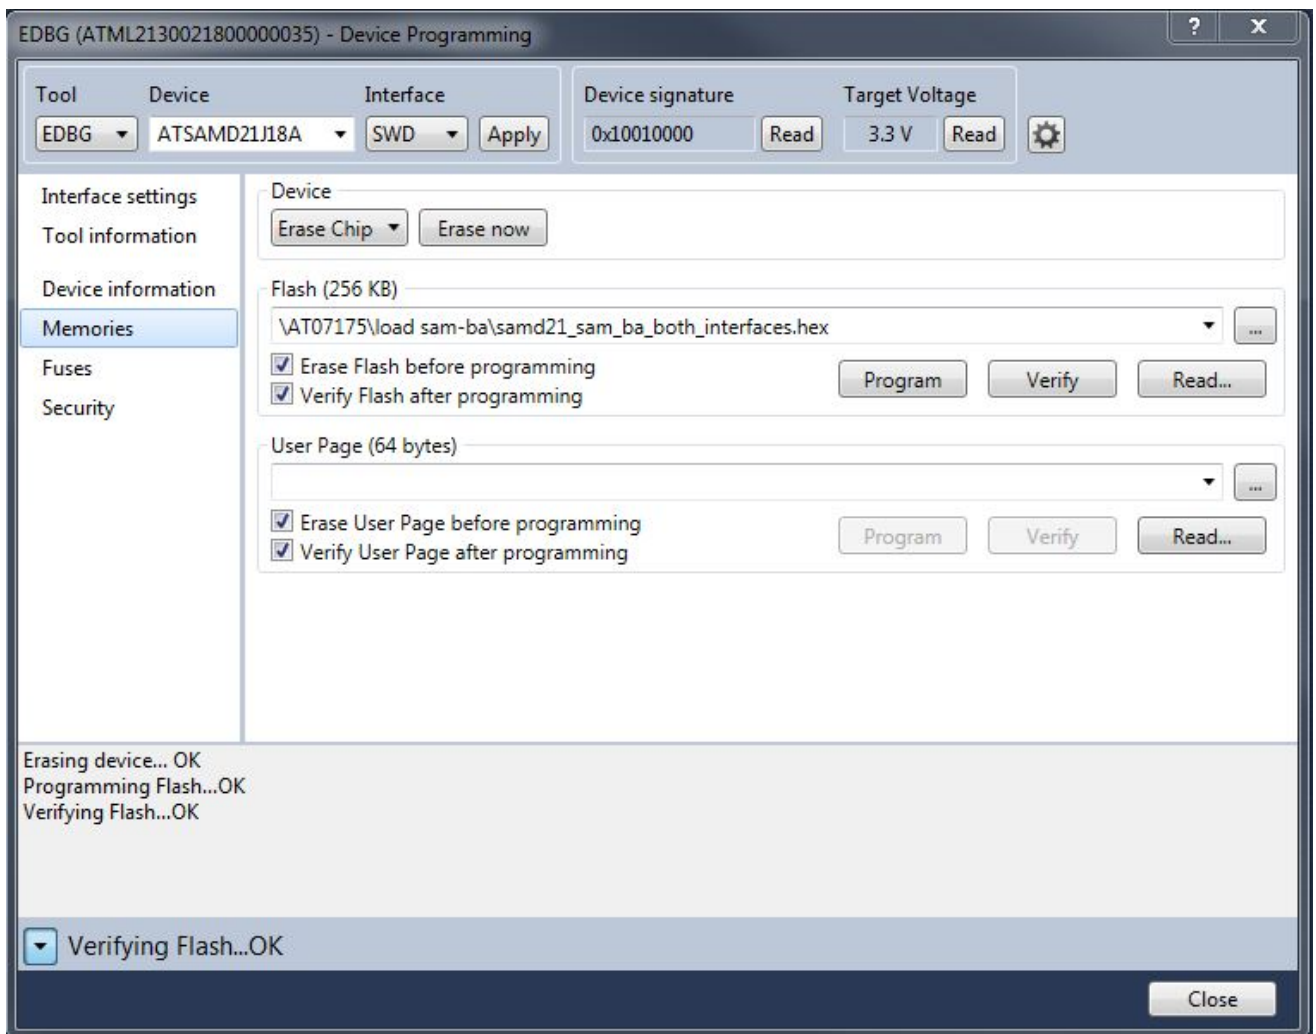 EDBG (ATML2130021800000035) - Device Programming
? X
Tool Device Interface Device signature Target Voltage
EDBG ATSAMD21J18A SWD Apply 0x10010000 Read 3.3 V Read
Interface settings
Tool information
Device information
Memories
Fuses
Security
Device
Erase Chip Erase now
Flash (256 KB)
\AT07175\load sam-ba\samd21_sam_ba_both_interfaces.hex ...
Erase Flash before programming
Verify Flash after programming
Program Verify Read...
User Page (64 bytes)
...
Erase User Page before programming
Verify User Page after programming
Program Verify Read...
Erasing device... OK
Programming Flash...OK
Verifying Flash...OK
Verifying Flash...OK
Close